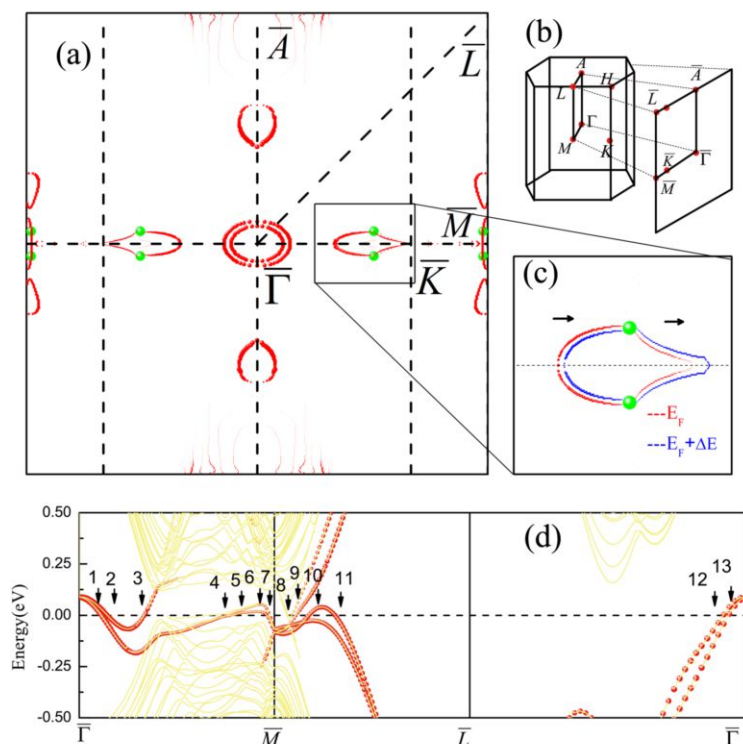 (a)
A̅
L̅
M̅
K̅
Γ̅
(b)
A
H
L
Γ
M
K
A̅
L̅
K̅
Γ̅
M̅
(c)
---E_F
---E_F+ΔE
(d)
Energy(eV)
0.50
0.25
0.00
-0.25
-0.50
1 2 3 4 5 6 7 8 9 10 11 12 13
Γ̅ M̅ L̅ Γ̅